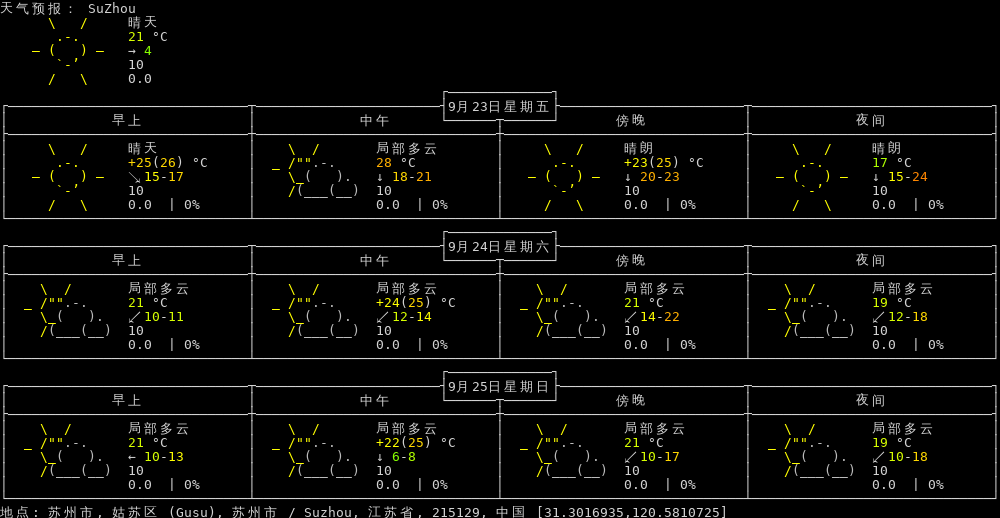 天气预报： SuZhou
晴天
21 °C
→ 4
10
0.0
9月23日星期五
早上 中午 傍晚 夜间
晴天 局部多云 晴朗 晴朗
+25(26) °C 28 °C +23(25) °C 17 °C
↘ 15-17 ↓ 18-21 ↓ 20-23 ↓ 15-24
10 10 10 10
0.0 | 0% 0.0 | 0% 0.0 | 0% 0.0 | 0%
9月24日星期六
早上 中午 傍晚 夜间
局部多云 局部多云 局部多云 局部多云
21 °C +24(25) °C 21 °C 19 °C
↙ 10-11 ↙ 12-14 ↙ 14-22 ↙ 12-18
10 10 10 10
0.0 | 0% 0.0 | 0% 0.0 | 0% 0.0 | 0%
9月25日星期日
早上 中午 傍晚 夜间
局部多云 局部多云 局部多云 局部多云
21 °C +22(25) °C 21 °C 19 °C
← 10-13 ↓ 6-8 ↙ 10-17 ↙ 10-18
10 10 10 10
0.0 | 0% 0.0 | 0% 0.0 | 0% 0.0 | 0%
地点: 苏州市, 姑苏区 (Gusu), 苏州市 / Suzhou, 江苏省, 215129, 中国 [31.3016935,120.5810725]